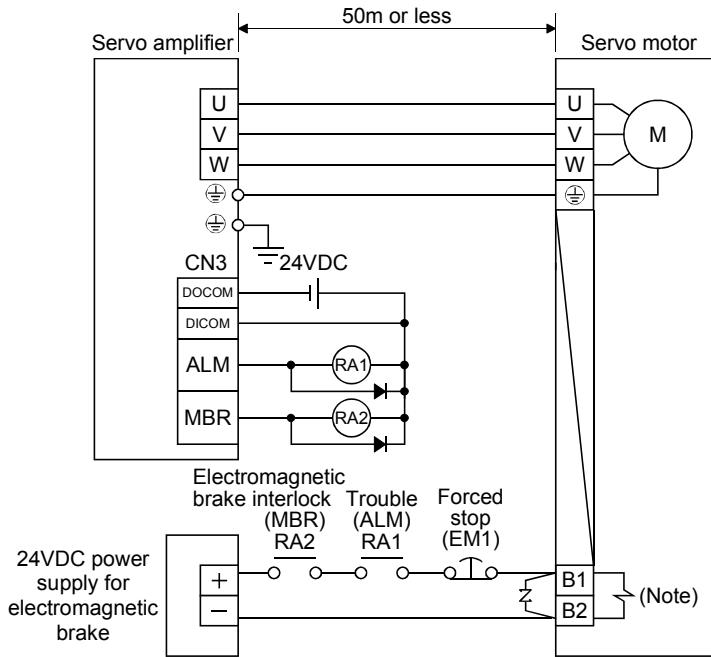 50m or less
Servo amplifier
Servo motor
U
V
W
U
V
W
M
CN3
24VDC
DOCOM
DICOM
ALM
MBR
RA1
RA2
Electromagnetic
brake interlock
(MBR)
RA2
Trouble
(ALM)
RA1
Forced
stop
(EM1)
24VDC power
supply for
electromagnetic
brake
+
−
B1
B2
(Note)